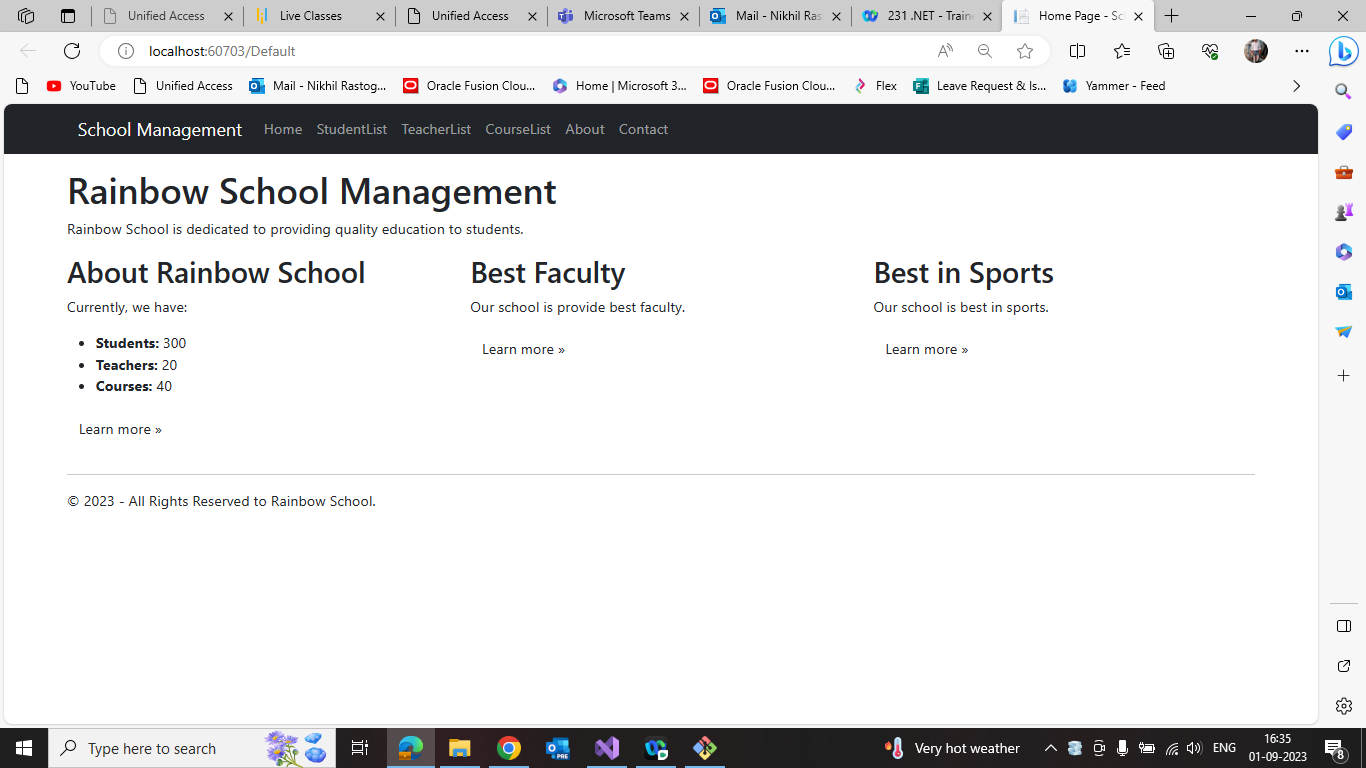 Unified Access
Live Classes
Unified Access
Microsoft Teams
Mail - Nikhil Ras
231 .NET - Traine
Home Page - Sc
localhost:60703/Default
YouTube
Unified Access
Mail - Nikhil Rastog...
Oracle Fusion Clou...
Home | Microsoft 3...
Oracle Fusion Clou...
Flex
Leave Request & Is...
Yammer - Feed
School Management
Home
StudentList
TeacherList
CourseList
About
Contact
Rainbow School Management
Rainbow School is dedicated to providing quality education to students.
About Rainbow School
Currently, we have:
• Students: 300
• Teachers: 20
• Courses: 40
Learn more »
Best Faculty
Our school is provide best faculty.
Learn more »
Best in Sports
Our school is best in sports.
Learn more »
© 2023 - All Rights Reserved to Rainbow School.
Type here to search
PRE
Very hot weather
ENG
16:35
01-09-2023
8